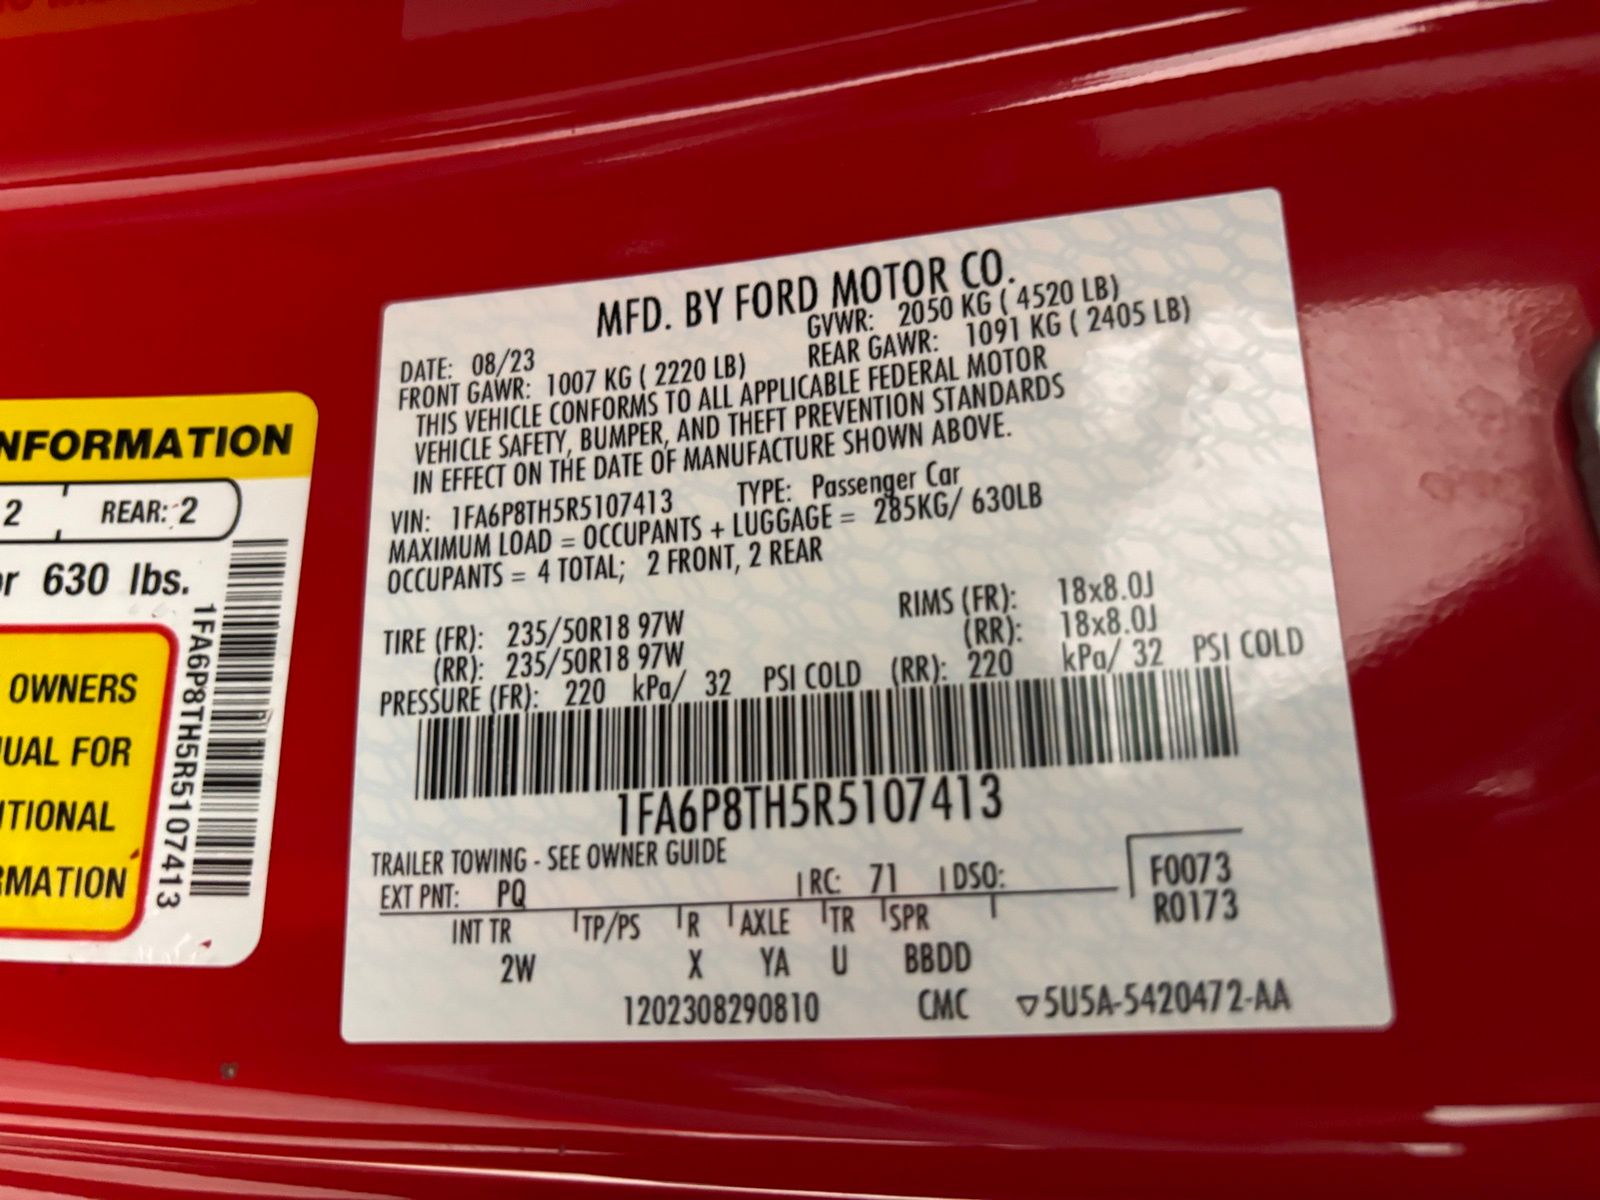 MFD. BY FORD MOTOR CO.
DATE: 08/23 GVWR: 2050 KG ( 4520 LB)
FRONT GAWR: 1007 KG ( 2220 LB) REAR GAWR: 1091 KG ( 2405 LB)
THIS VEHICLE CONFORMS TO ALL APPLICABLE FEDERAL MOTOR
VEHICLE SAFETY, BUMPER, AND THEFT PREVENTION STANDARDS
IN EFFECT ON THE DATE OF MANUFACTURE SHOWN ABOVE.
VIN: 1FA6P8TH5R5107413 TYPE: Passenger Car
MAXIMUM LOAD = OCCUPANTS + LUGGAGE = 285KG/ 630LB
OCCUPANTS = 4 TOTAL; 2 FRONT, 2 REAR
TIRE (FR): 235/50R18 97W RIMS (FR): 18x8.0J
(RR): 235/50R18 97W (RR): 18x8.0J
PRESSURE (FR): 220 kPa/ 32 PSI COLD (RR): 220 kPa/ 32 PSI COLD
1FA6P8TH5R5107413
TRAILER TOWING - SEE OWNER GUIDE
EXT PNT: PQ RC: 71 DSO: F0073
R0173
INT TR TP/PS R AXLE TR SPR
2W X YA U BBDD
1202308290810 CMC ▽5U5A-5420472-AA
NFORMATION
2 REAR: 2
or 630 lbs.
OWNERS
UAL FOR
ITIONAL
RMATION
1FA6P8TH5R5107413